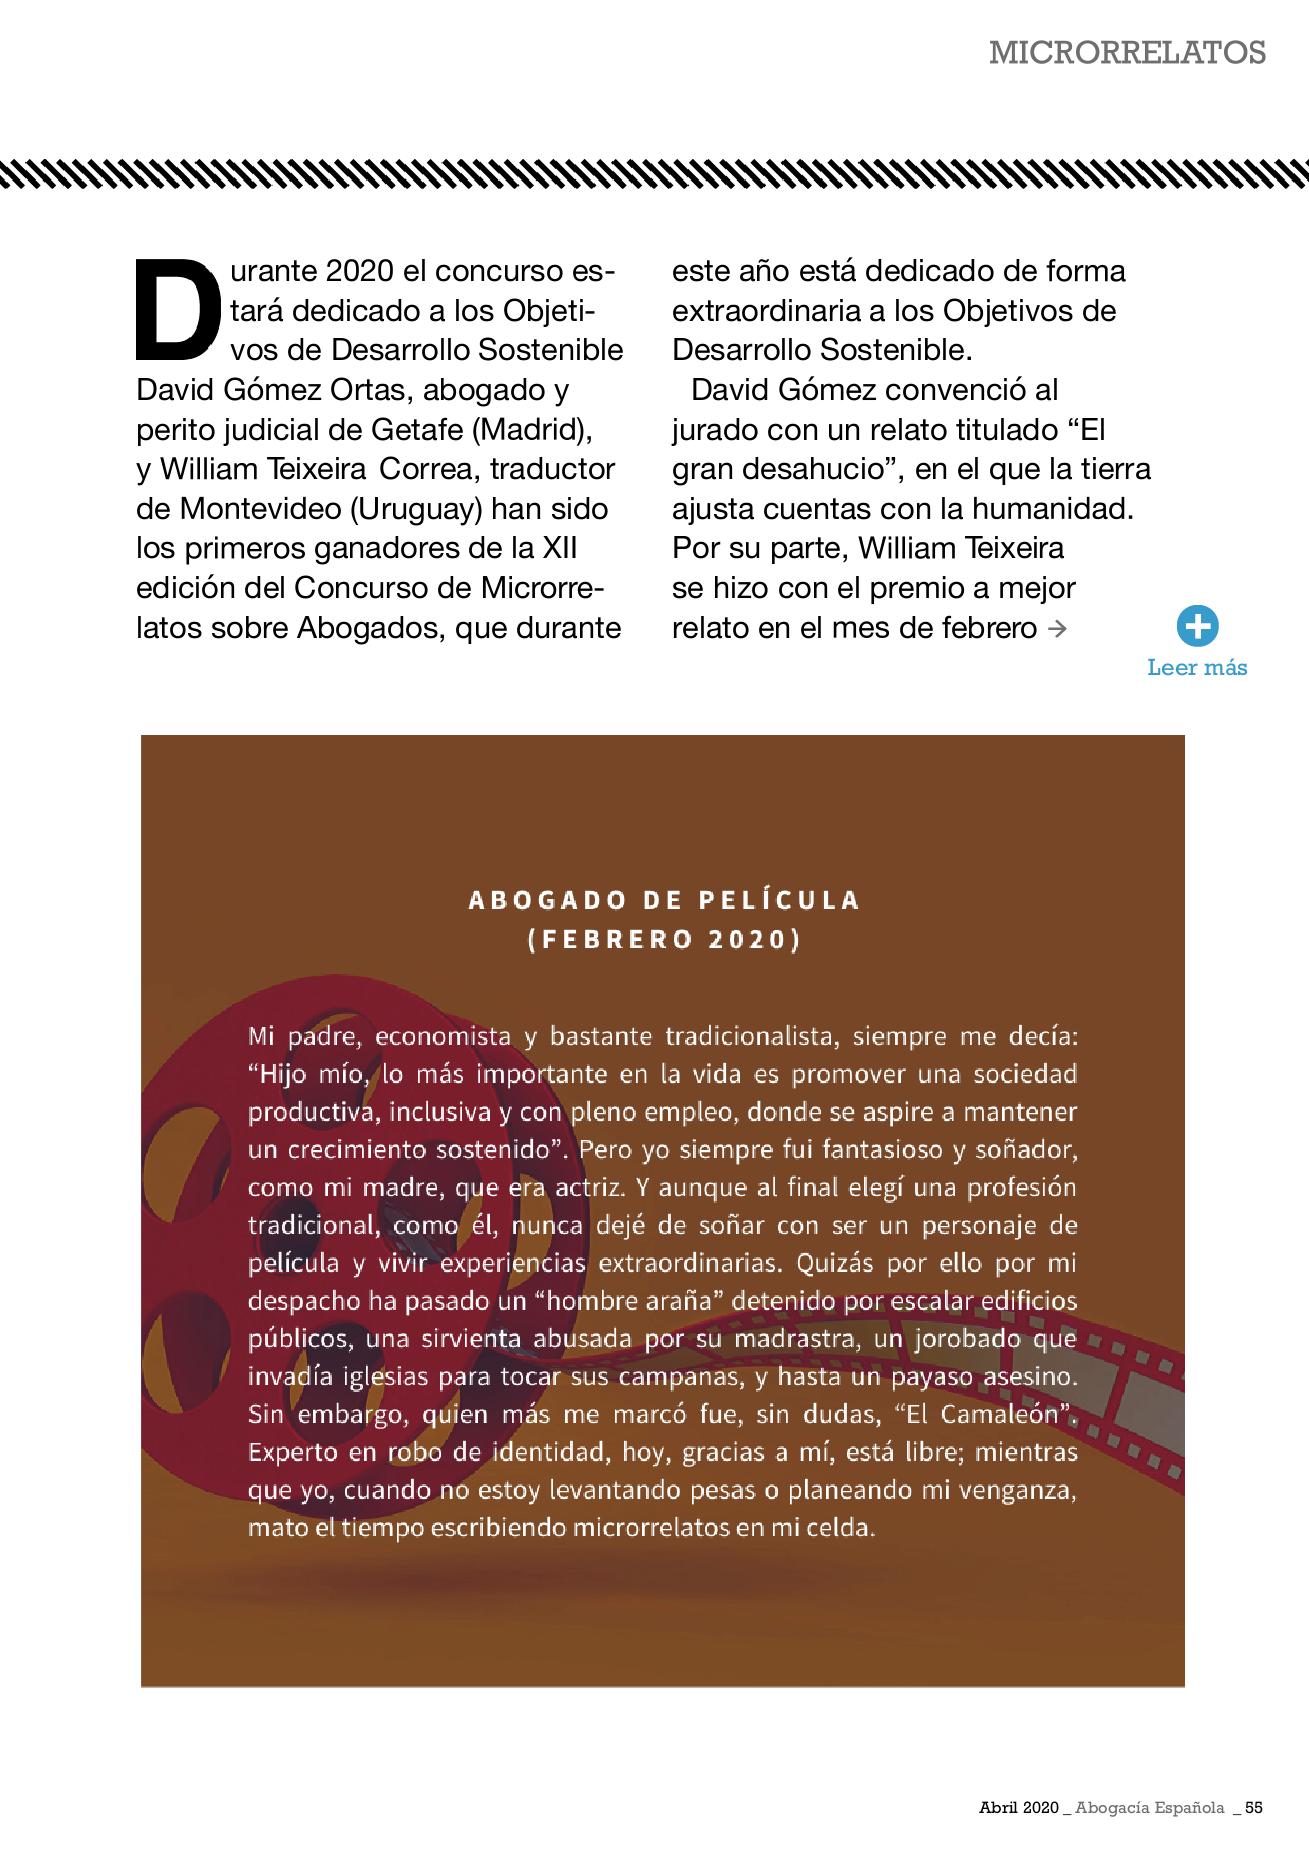 MICRORRELATOS
Durante 2020 el concurso es-
tará dedicado a los Objeti-
vos de Desarrollo Sostenible
David Gómez Ortas, abogado y
perito judicial de Getafe (Madrid),
y William Teixeira Correa, traductor
de Montevideo (Uruguay) han sido
los primeros ganadores de la XII
edición del Concurso de Microrre-
latos sobre Abogados, que durante
este año está dedicado de forma
extraordinaria a los Objetivos de
Desarrollo Sostenible.
David Gómez convenció al
jurado con un relato titulado “El
gran desahucio”, en el que la tierra
ajusta cuentas con la humanidad.
Por su parte, William Teixeira
se hizo con el premio a mejor
relato en el mes de febrero →
Leer más
ABOGADO DE PELÍCULA
(FEBRERO 2020)
Mi padre, economista y bastante tradicionalista, siempre me decía:
“Hijo mío, lo más importante en la vida es promover una sociedad
productiva, inclusiva y con pleno empleo, donde se aspire a mantener
un crecimiento sostenido”. Pero yo siempre fui fantasioso y soñador,
como mi madre, que era actriz. Y aunque al final elegí una profesión
tradicional, como él, nunca dejé de soñar con ser un personaje de
película y vivir experiencias extraordinarias. Quizás por ello por mi
despacho ha pasado un “hombre araña” detenido por escalar edificios
públicos, una sirvienta abusada por su madrastra, un jorobado que
invadía iglesias para tocar sus campanas, y hasta un payaso asesino.
Sin embargo, quien más me marcó fue, sin dudas, “El Camaleón”.
Experto en robo de identidad, hoy, gracias a mí, está libre; mientras
que yo, cuando no estoy levantando pesas o planeando mi venganza,
mato el tiempo escribiendo microrrelatos en mi celda.
Abril 2020 _ Abogacía Española _ 55